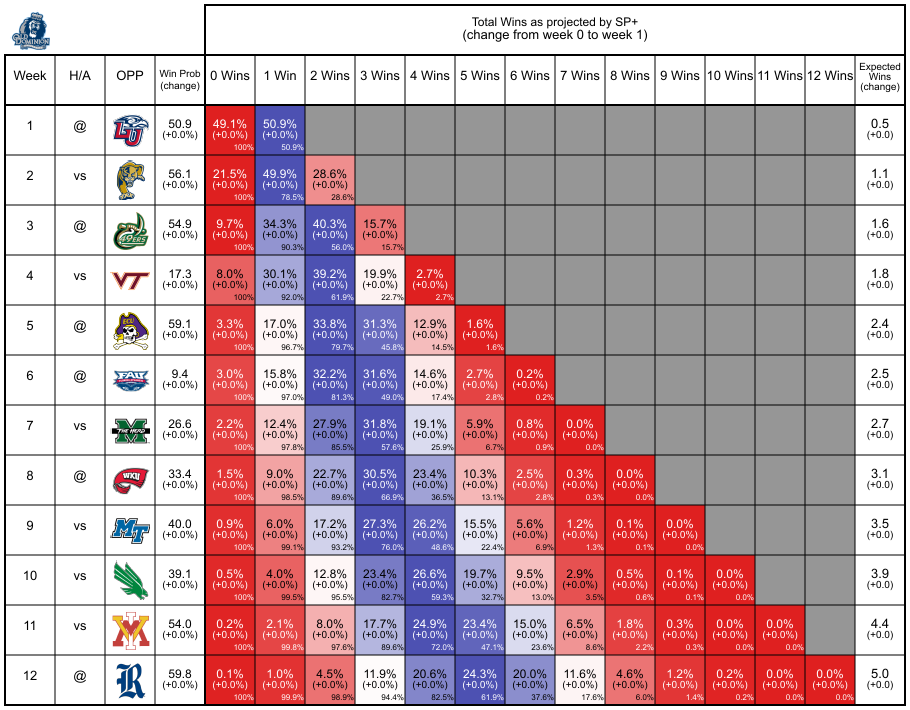 OLD DOMINION
Total Wins as projected by SP+
(change from week 0 to week 1)
Week H/A OPP Win Prob (change) 0 Wins 1 Win 2 Wins 3 Wins 4 Wins 5 Wins 6 Wins 7 Wins 8 Wins 9 Wins 10 Wins 11 Wins 12 Wins Expected Wins (change)
1 @ LU 50.9 49.1% 50.9% 0.5
(+0.0%) (+0.0%) (+0.0%) (+0.0)
100% 50.9%
2 vs 56.1 21.5% 49.9% 28.6% 1.1
(+0.0%) (+0.0%) (+0.0%) (+0.0%) (+0.0)
100% 78.5% 28.6%
3 @ 49ERS 54.9 9.7% 34.3% 40.3% 15.7% 1.6
(+0.0%) (+0.0%) (+0.0%) (+0.0%) (+0.0%) (+0.0)
100% 90.3% 56.0% 15.7%
4 vs VT 17.3 8.0% 30.1% 39.2% 19.9% 2.7% 1.8
(+0.0%) (+0.0%) (+0.0%) (+0.0%) (+0.0%) (+0.0%) (+0.0)
100% 92.0% 61.9% 22.7% 2.7%
5 @ ECU 59.1 3.3% 17.0% 33.8% 31.3% 12.9% 1.6% 2.4
(+0.0%) (+0.0%) (+0.0%) (+0.0%) (+0.0%) (+0.0%) (+0.0%) (+0.0)
100% 96.7% 79.7% 45.8% 14.5% 1.6%
6 @ FAU 9.4 3.0% 15.8% 32.2% 31.6% 14.6% 2.7% 0.2% 2.5
(+0.0%) (+0.0%) (+0.0%) (+0.0%) (+0.0%) (+0.0%) (+0.0%) (+0.0%) (+0.0)
100% 97.0% 81.3% 49.0% 17.4% 2.8% 0.2%
7 vs M THE HERD 26.6 2.2% 12.4% 27.9% 31.8% 19.1% 5.9% 0.8% 0.0% 2.7
(+0.0%) (+0.0%) (+0.0%) (+0.0%) (+0.0%) (+0.0%) (+0.0%) (+0.0%) (+0.0%) (+0.0)
100% 97.8% 85.5% 57.6% 25.9% 6.7% 0.9% 0.0%
8 @ WKU 33.4 1.5% 9.0% 22.7% 30.5% 23.4% 10.3% 2.5% 0.3% 0.0% 3.1
(+0.0%) (+0.0%) (+0.0%) (+0.0%) (+0.0%) (+0.0%) (+0.0%) (+0.0%) (+0.0%) (+0.0%) (+0.0)
100% 98.5% 89.6% 66.9% 36.5% 13.1% 2.8% 0.3% 0.0%
9 vs MT 40.0 0.9% 6.0% 17.2% 27.3% 26.2% 15.5% 5.6% 1.2% 0.1% 0.0% 3.5
(+0.0%) (+0.0%) (+0.0%) (+0.0%) (+0.0%) (+0.0%) (+0.0%) (+0.0%) (+0.0%) (+0.0%) (+0.0%) (+0.0)
100% 99.1% 93.2% 76.0% 48.6% 22.4% 6.9% 1.3% 0.1% 0.0%
10 vs 39.1 0.5% 4.0% 12.8% 23.4% 26.6% 19.7% 9.5% 2.9% 0.5% 0.1% 0.0% 3.9
(+0.0%) (+0.0%) (+0.0%) (+0.0%) (+0.0%) (+0.0%) (+0.0%) (+0.0%) (+0.0%) (+0.0%) (+0.0%) (+0.0%) (+0.0)
100% 99.5% 95.5% 82.7% 59.3% 32.7% 13.0% 3.5% 0.6% 0.1% 0.0%
11 vs VMI 54.0 0.2% 2.1% 8.0% 17.7% 24.9% 23.4% 15.0% 6.5% 1.8% 0.3% 0.0% 0.0% 4.4
(+0.0%) (+0.0%) (+0.0%) (+0.0%) (+0.0%) (+0.0%) (+0.0%) (+0.0%) (+0.0%) (+0.0%) (+0.0%) (+0.0%) (+0.0%) (+0.0)
100% 99.8% 97.6% 89.6% 72.0% 47.1% 23.6% 8.6% 2.2% 0.3% 0.0% 0.0%
12 @ R 59.8 0.1% 1.0% 4.5% 11.9% 20.6% 24.3% 20.0% 11.6% 4.6% 1.2% 0.2% 0.0% 0.0% 5.0
(+0.0%) (+0.0%) (+0.0%) (+0.0%) (+0.0%) (+0.0%) (+0.0%) (+0.0%) (+0.0%) (+0.0%) (+0.0%) (+0.0%) (+0.0%) (+0.0%) (+0.0)
100% 99.9% 98.9% 94.4% 82.5% 61.9% 37.6% 17.6% 6.0% 1.4% 0.2% 0.0% 0.0%